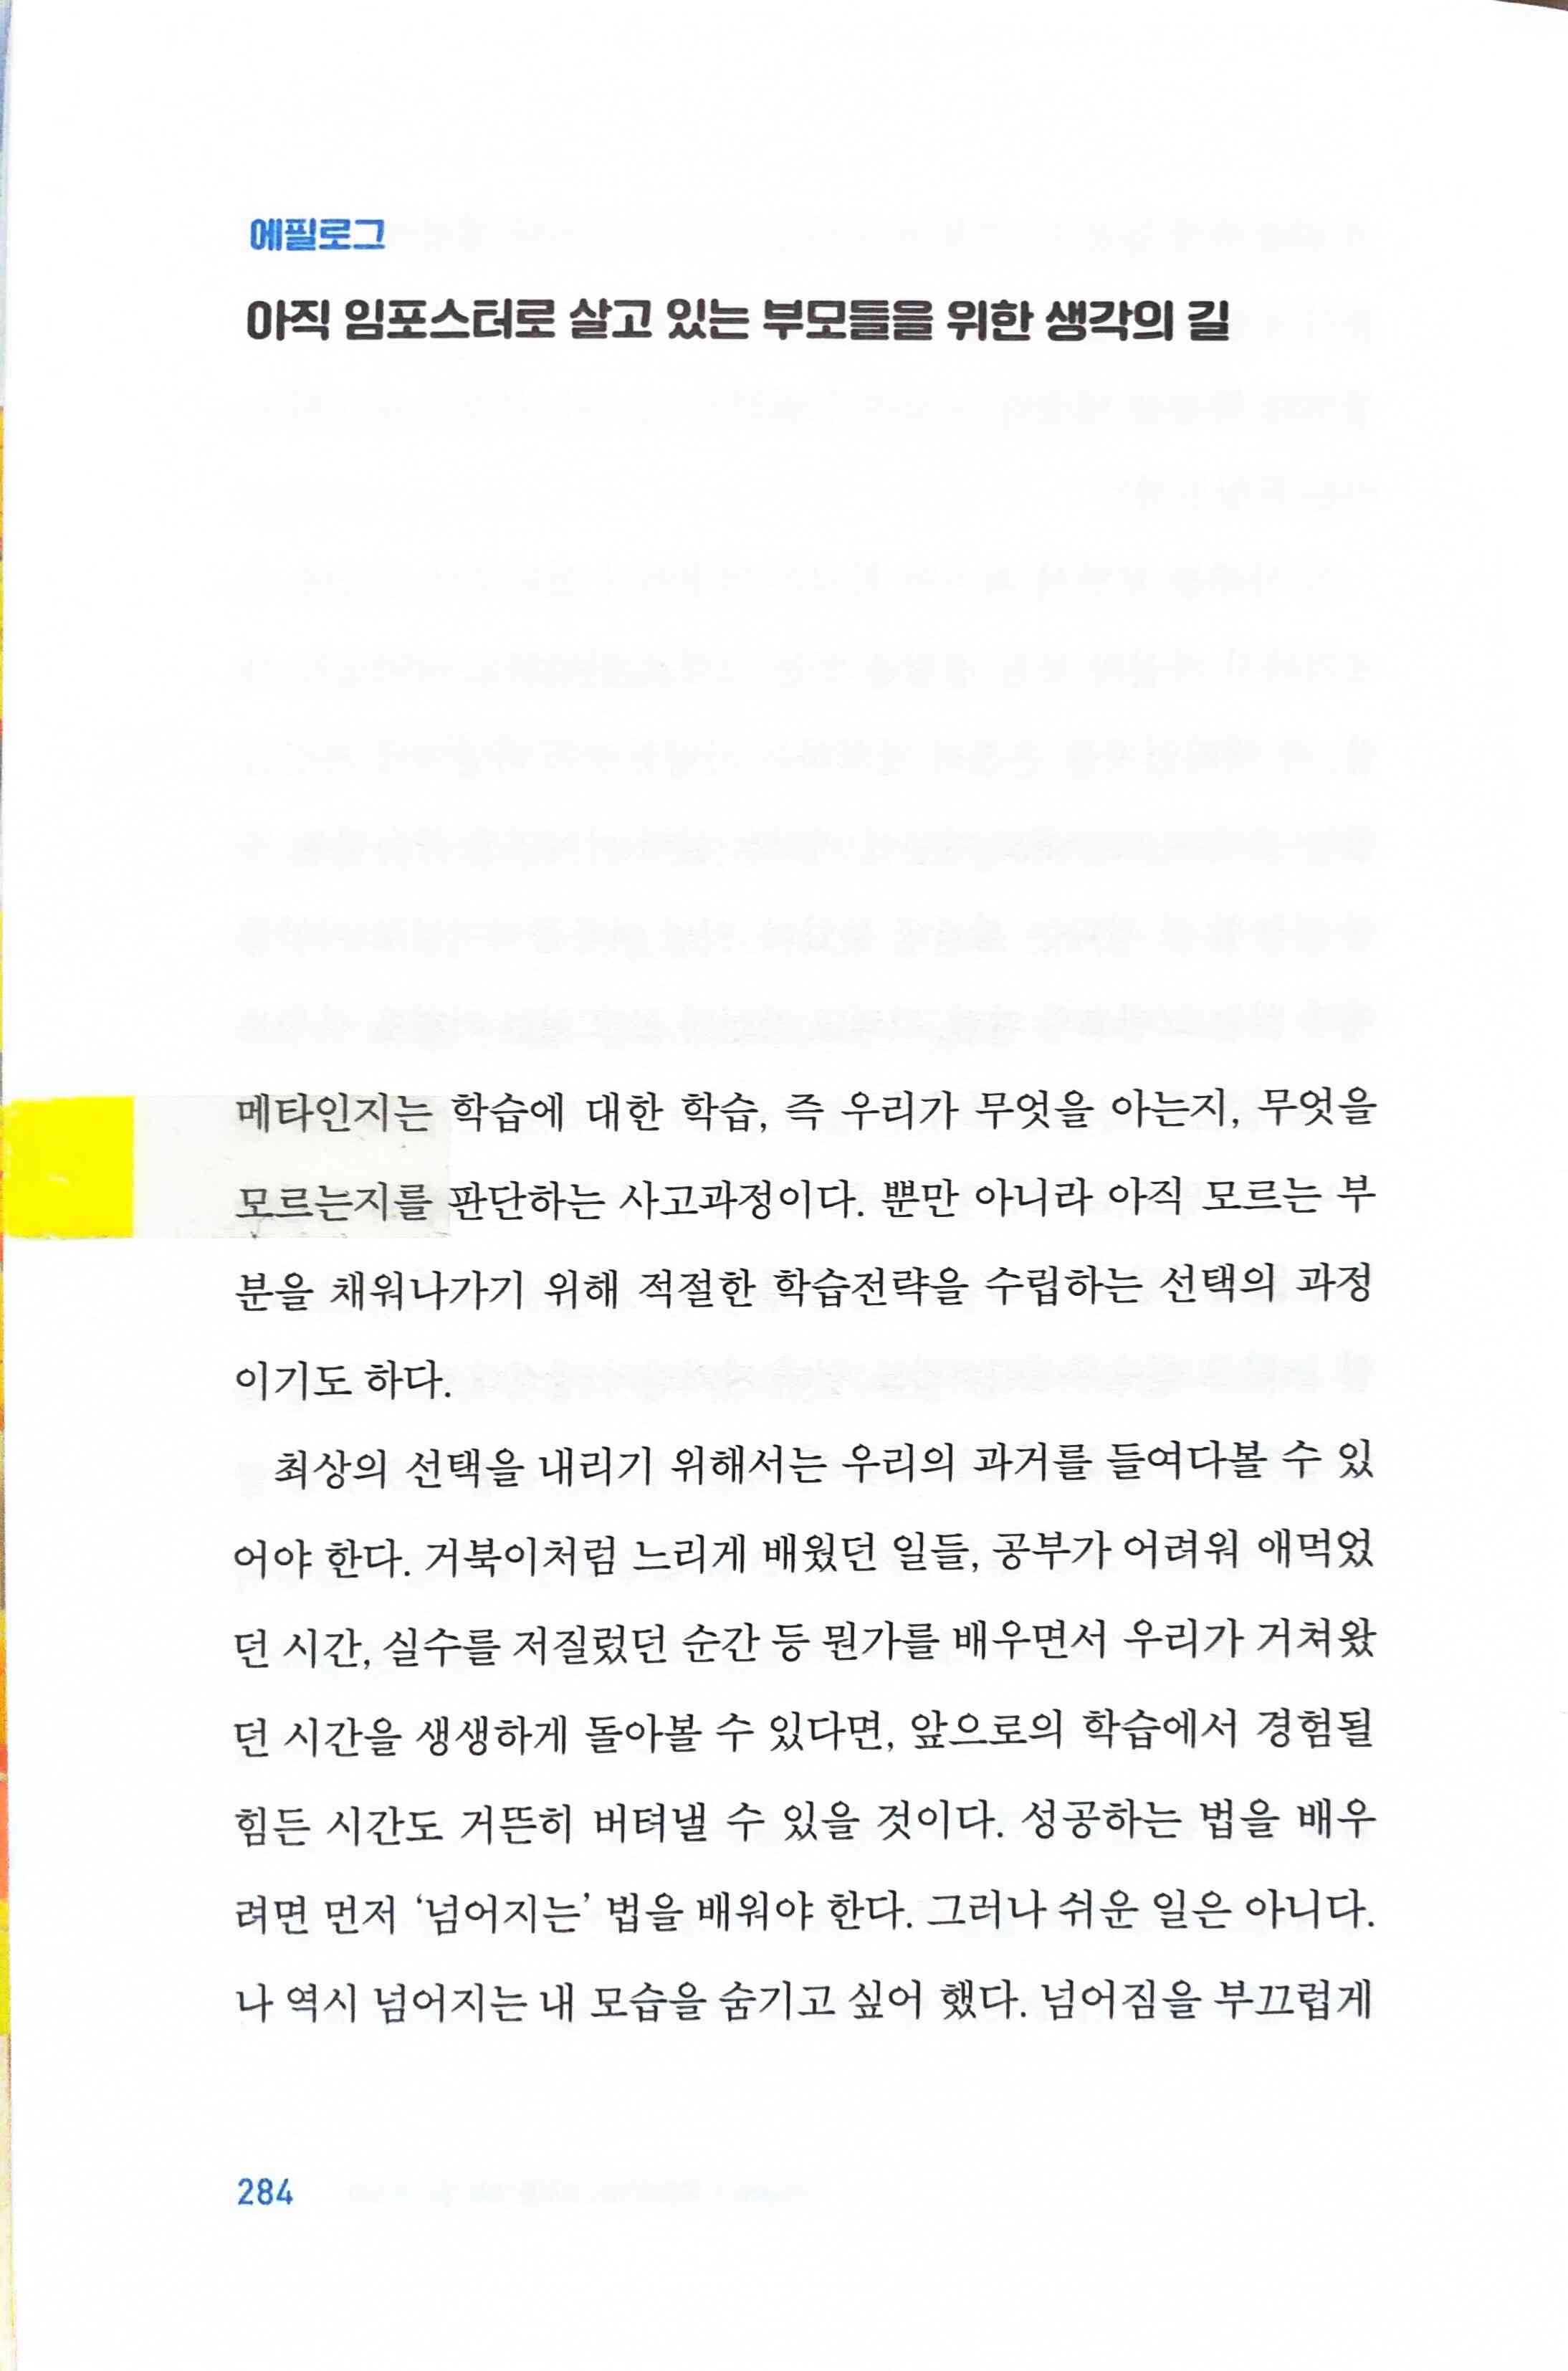 에필로그
아직 임포스터로 살고 있는 부모들을 위한 생각의 길
메타인지는 학습에 대한 학습, 즉 우리가 무엇을 아는지, 무엇을
모르는지를 판단하는 사고과정이다. 뿐만 아니라 아직 모르는 부
분을 채워나가기 위해 적절한 학습전략을 수립하는 선택의 과정
이기도 하다.
최상의 선택을 내리기 위해서는 우리의 과거를 들여다볼 수 있
어야 한다. 거북이처럼 느리게 배웠던 일들, 공부가 어려워 애먹었
던 시간, 실수를 저질렀던 순간 등 뭔가를 배우면서 우리가 거쳐왔
던 시간을 생생하게 돌아볼 수 있다면, 앞으로의 학습에서 경험될
힘든 시간도 거뜬히 버텨낼 수 있을 것이다. 성공하는 법을 배우
려면 먼저 ‘넘어지는’ 법을 배워야 한다. 그러나 쉬운 일은 아니다.
나 역시 넘어지는 내 모습을 숨기고 싶어 했다. 넘어짐을 부끄럽게
284